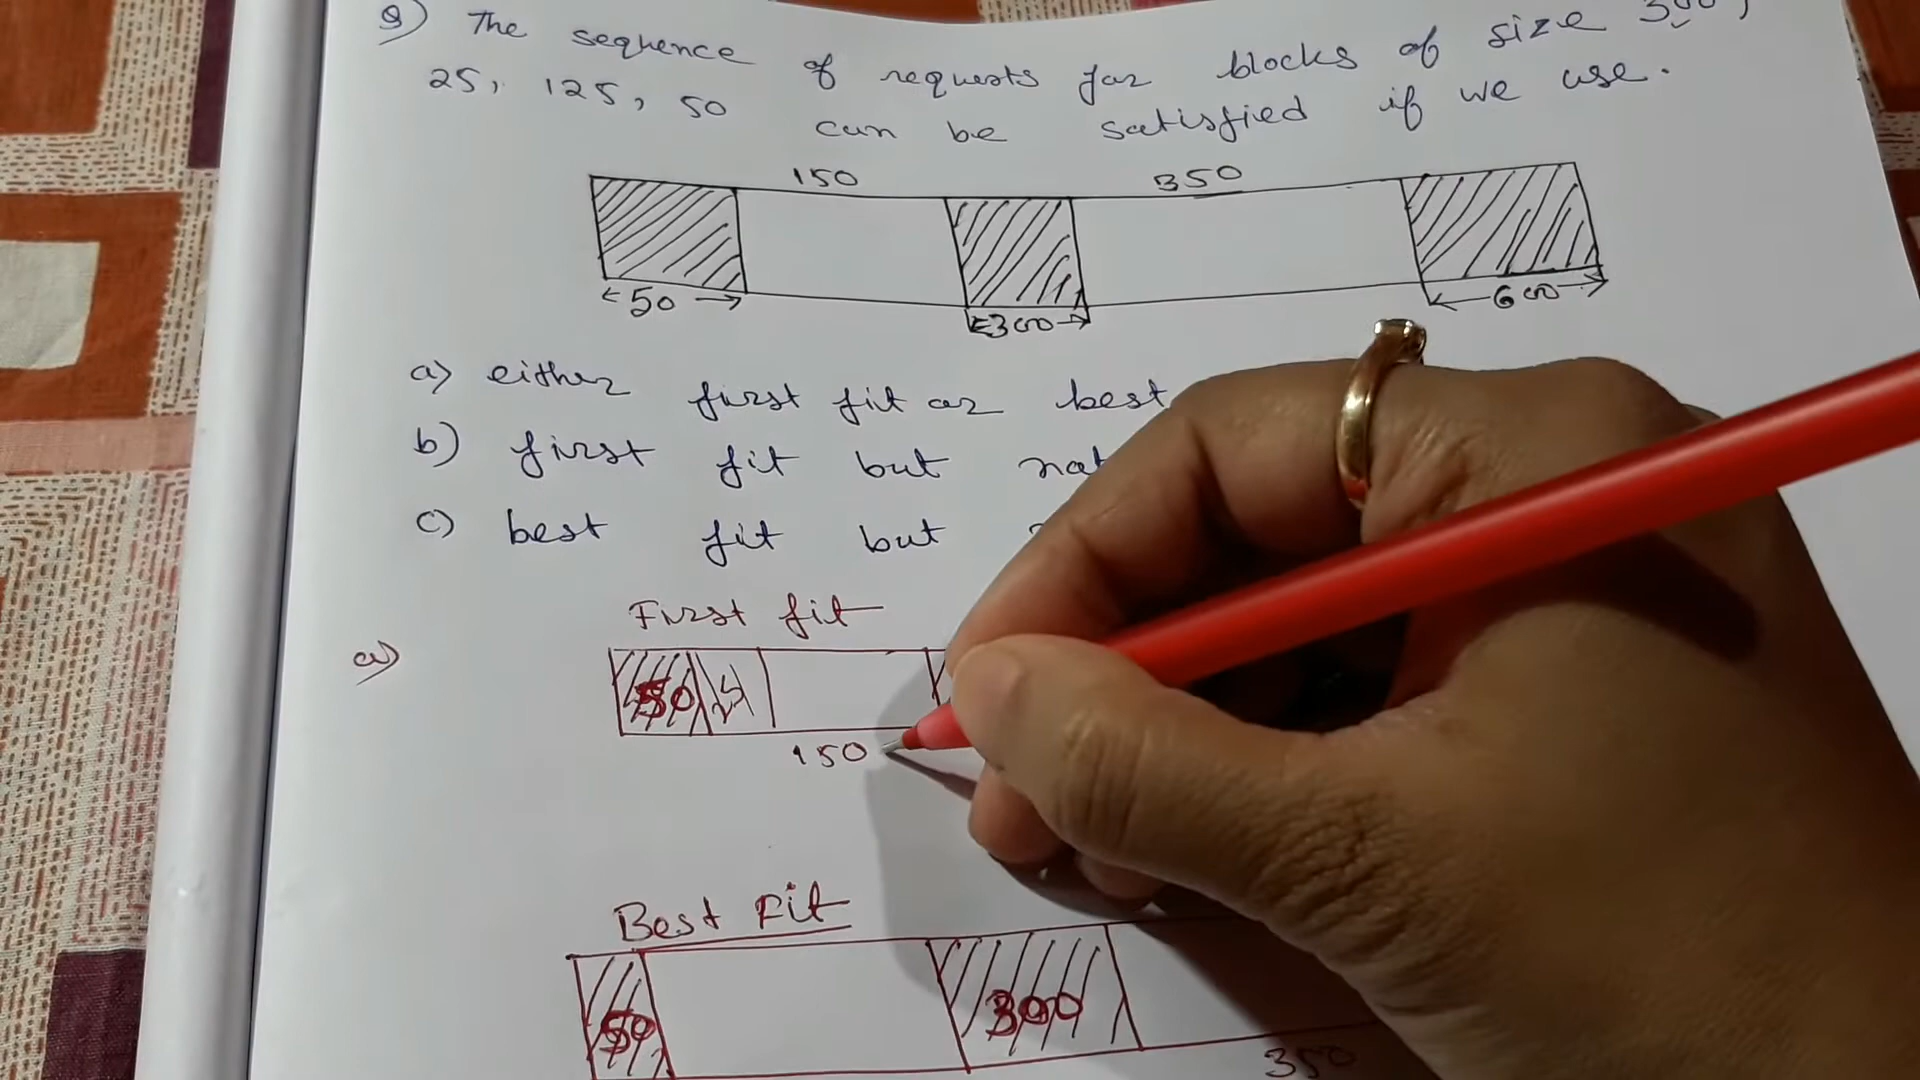 Q) The sequence of requests for blocks of size 300,
25, 125, 50 can be satisfied if we use.
150 350
50 300 600
a) either first fit or best
b) first fit but not
c) best fit but
First fit
a)
50
150
Best Fit
50 300
350